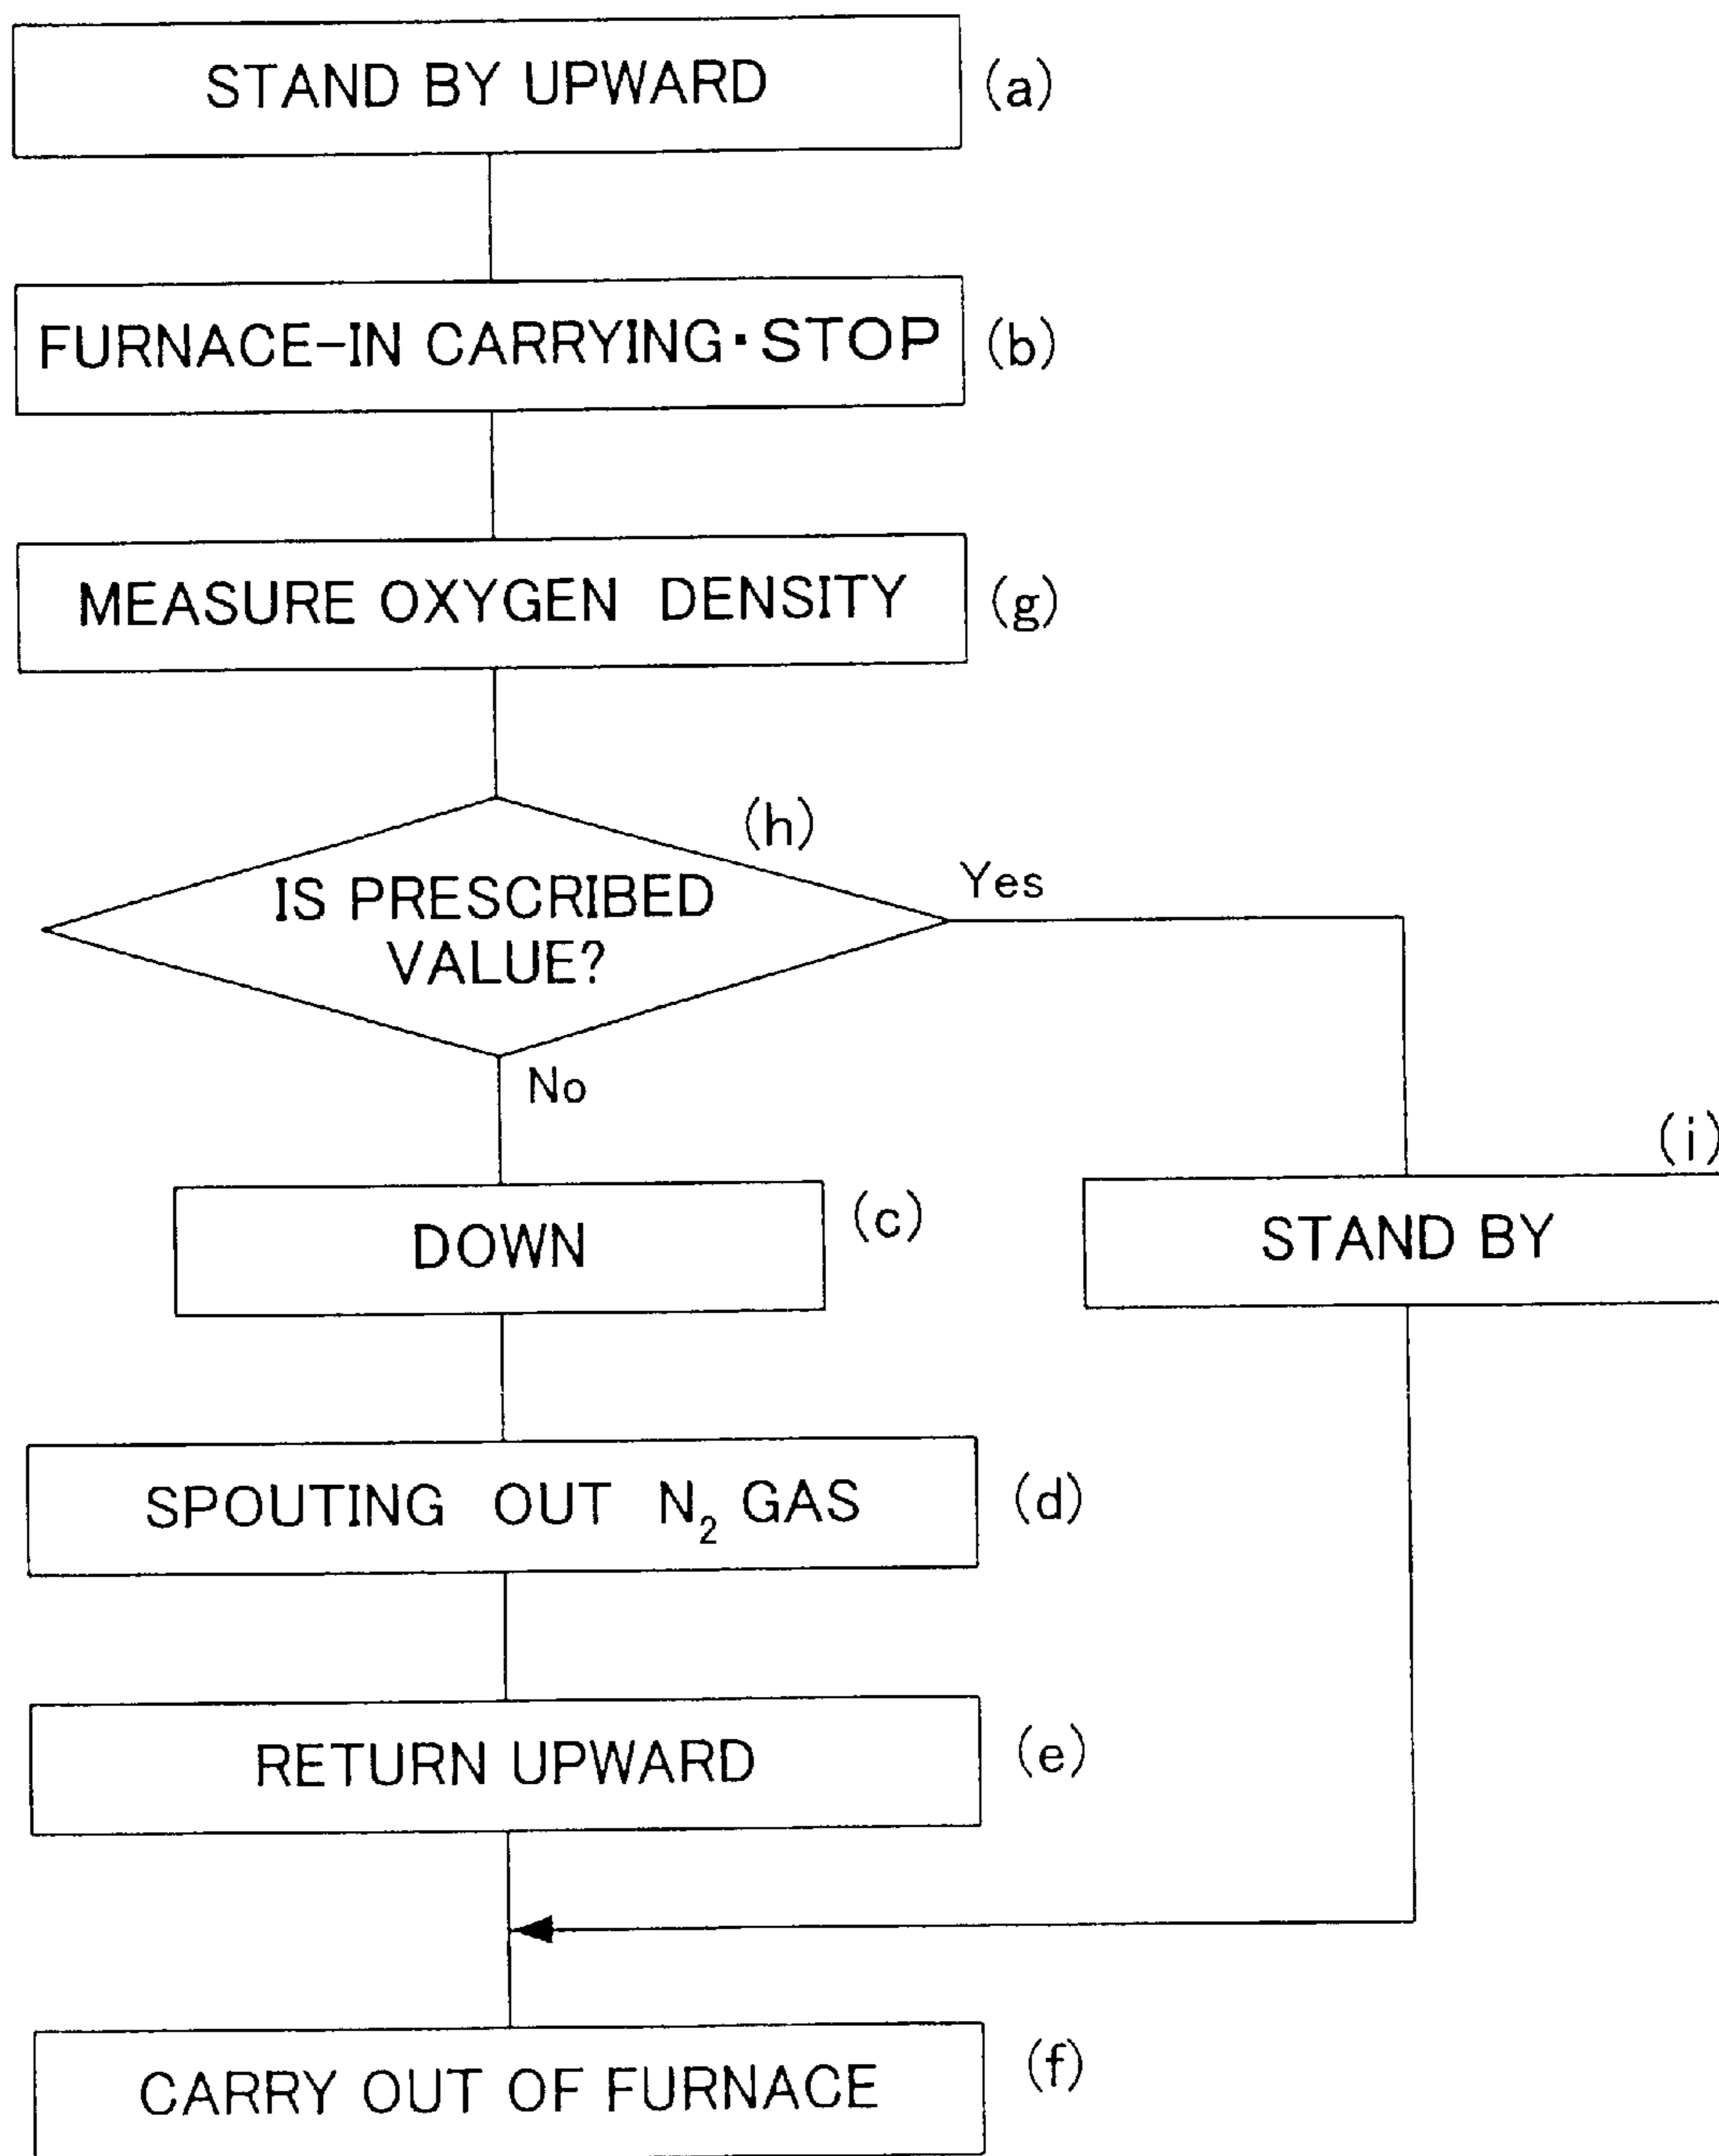 STAND BY UPWARD (a)
FURNACE-IN CARRYING・STOP (b)
MEASURE OXYGEN DENSITY (g)
(h)
IS PRESCRIBED
VALUE?
Yes
No
(i)
DOWN (c)
STAND BY
SPOUTING OUT N₂ GAS (d)
RETURN UPWARD (e)
CARRY OUT OF FURNACE (f)